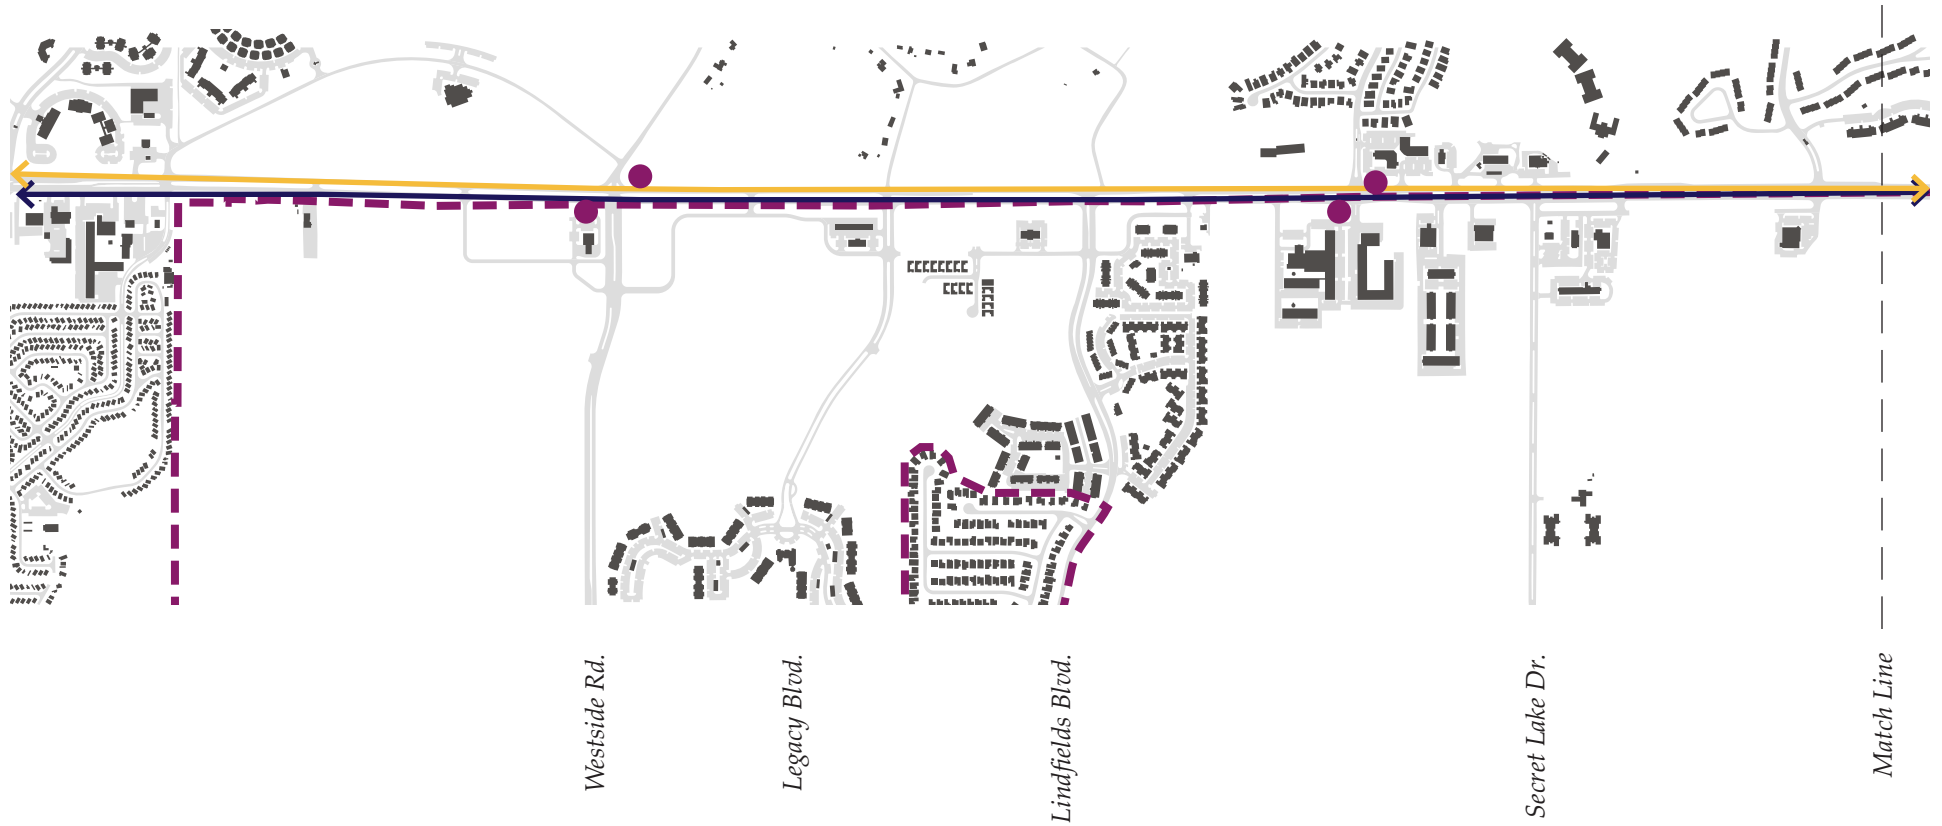 Westside Rd.
Legacy Blvd.
Lindfields Blvd.
Secret Lake Dr.
Match Line